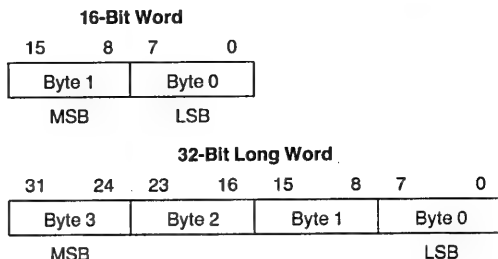 16-Bit Word
15 8 7 0
Byte 1 Byte 0
MSB LSB
32-Bit Long Word
31 24 23 16 15 8 7 0
Byte 3 Byte 2 Byte 1 Byte 0
MSB LSB